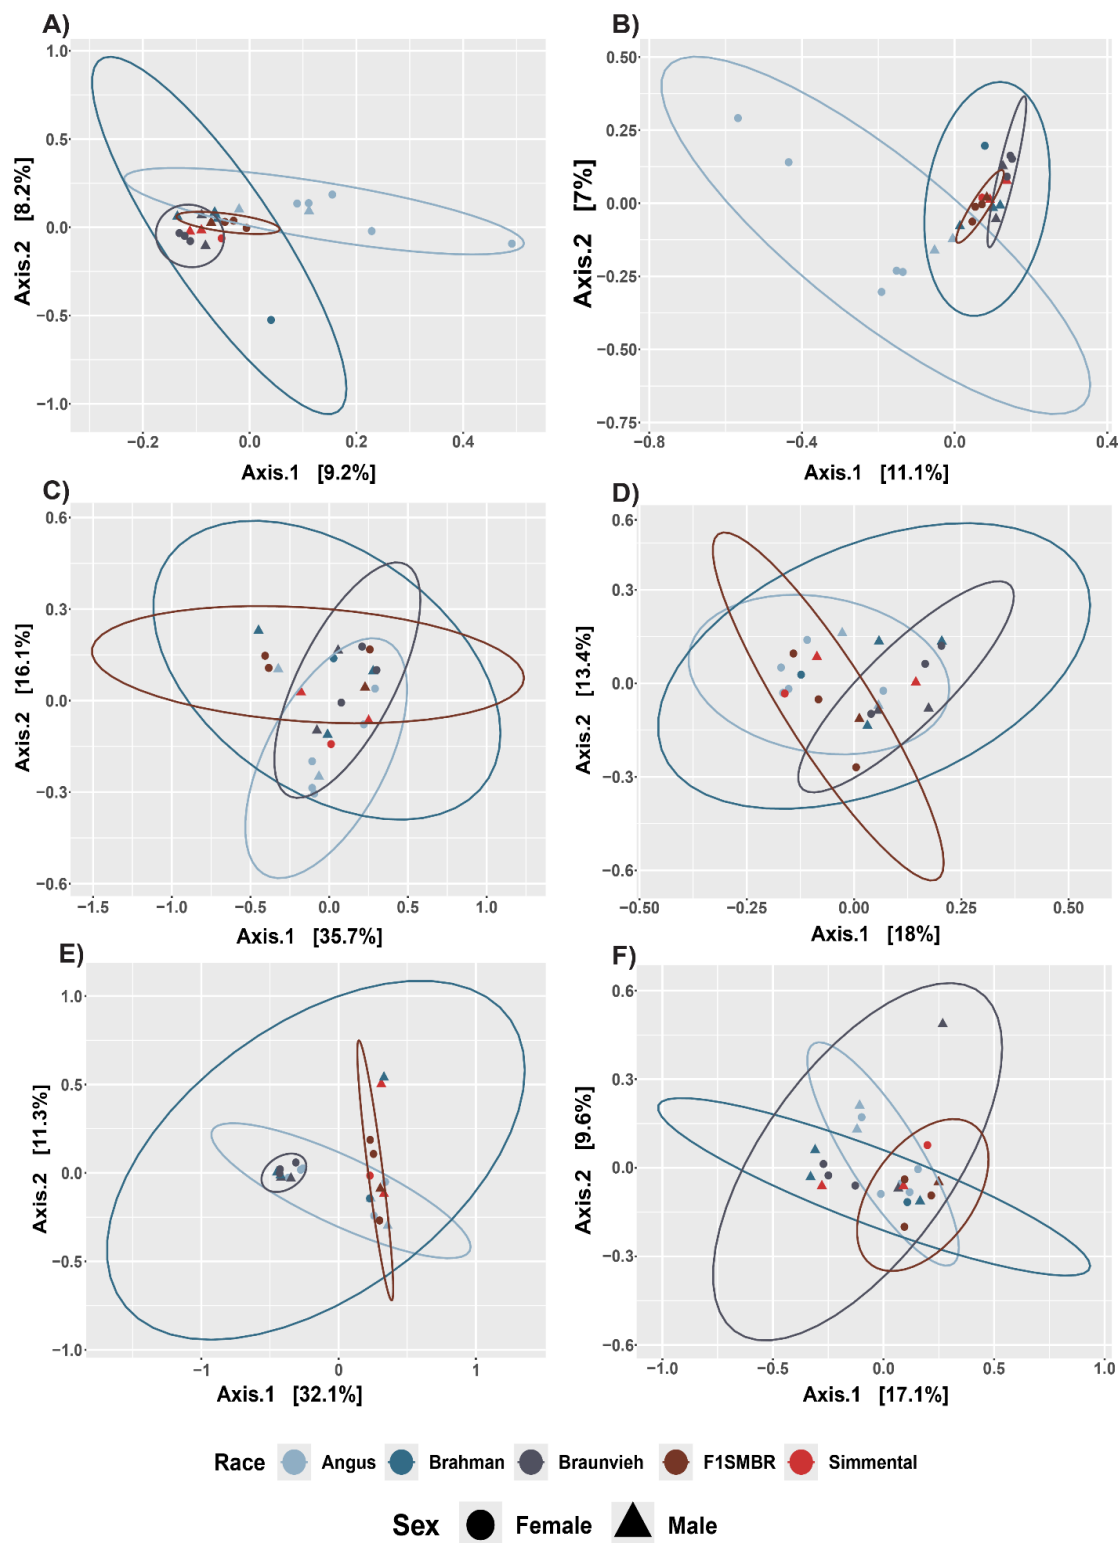 A)
1.0
0.5
0.0
−0.5
−1.0
Axis.2 [8.2%]
−0.2 0.0 0.2 0.4
Axis.1 [9.2%]
B)
0.50
0.25
0.00
−0.25
−0.50
−0.75
Axis.2 [7%]
−0.8 −0.4 0.0 0.4
Axis.1 [11.1%]
C)
0.6
0.3
0.0
−0.3
−0.6
Axis.2 [16.1%]
−1.5 −1.0 −0.5 0.0 0.5 1.0
Axis.1 [35.7%]
D)
0.6
0.3
0.0
−0.3
−0.6
Axis.2 [13.4%]
−0.50 −0.25 0.00 0.25 0.50
Axis.1 [18%]
E)
1.0
0.5
0.0
−0.5
−1.0
Axis.2 [11.3%]
−1 0 1
Axis.1 [32.1%]
F)
0.6
0.3
0.0
−0.3
−0.6
Axis.2 [9.6%]
−1.0 −0.5 0.0 0.5 1.0
Axis.1 [17.1%]
Race Angus Brahman Braunvieh F1SMBR Simmental
Sex Female Male